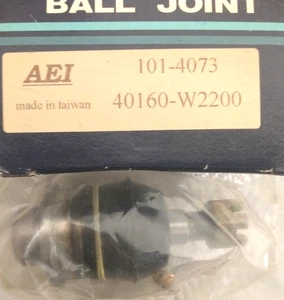 BALL JOINT
AEI 101-4073
made in taiwan 40160-W2200